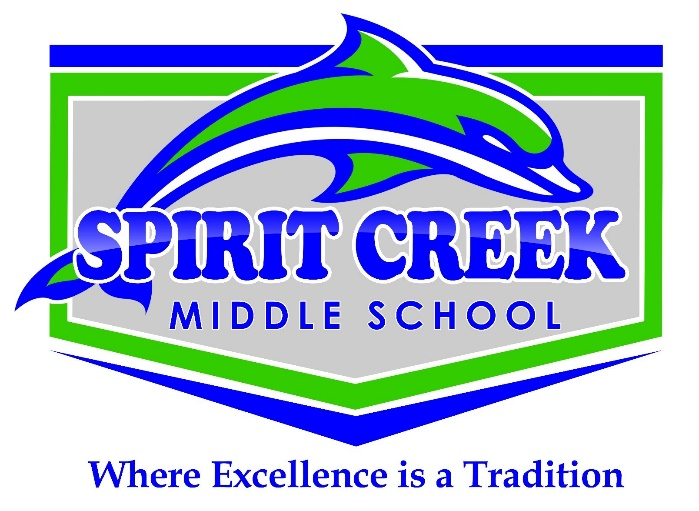 SPIRIT CREEK
MIDDLE SCHOOL
Where Excellence is a Tradition